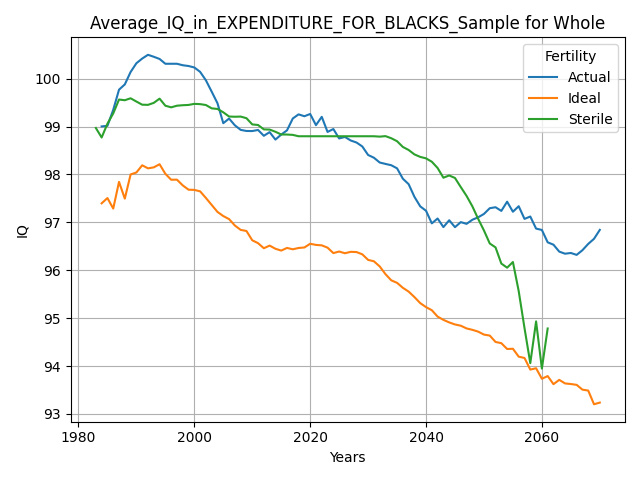 Average_IQ_in_EXPENDITURE_FOR_BLACKS_Sample for Whole
Fertility
Actual
Ideal
Sterile
100
99
98
97
96
95
94
93
IQ
1980
2000
2020
2040
2060
Years